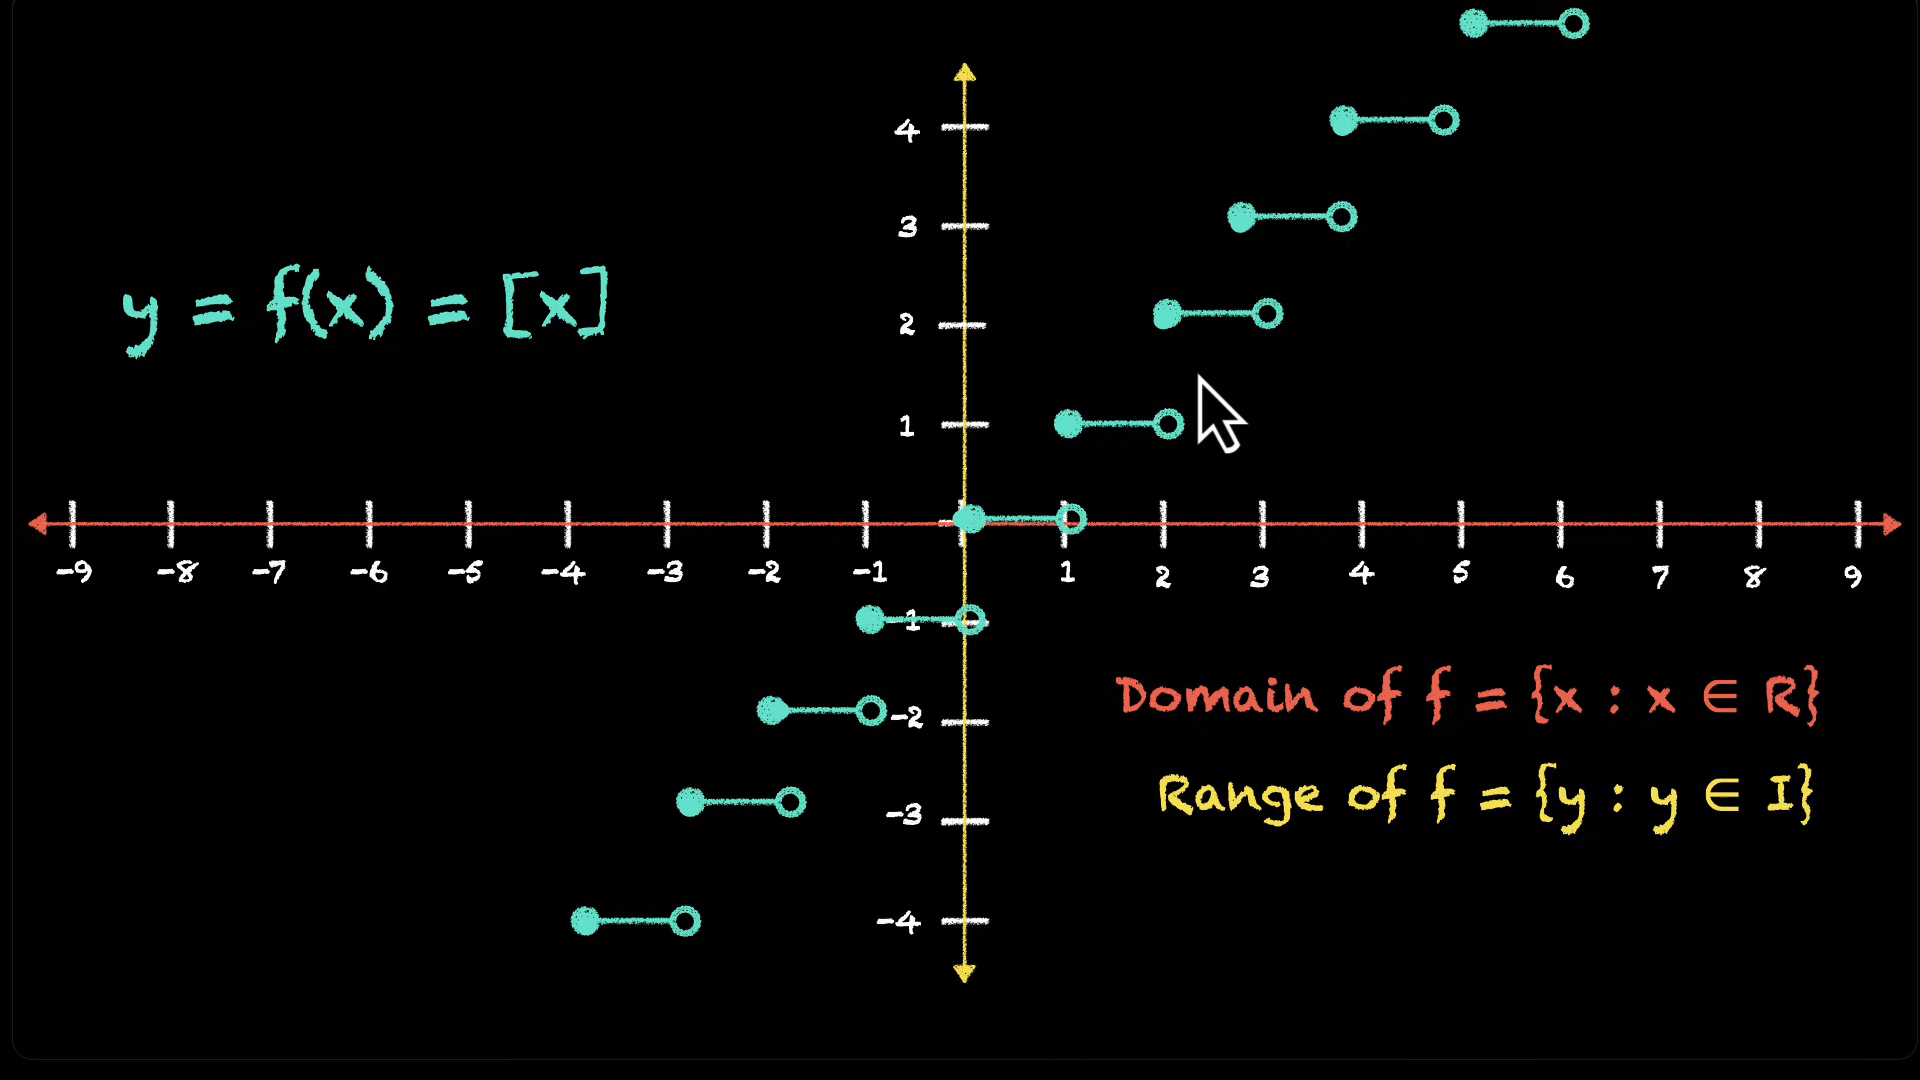 4
3
y = f(x) = [x]
2
1
-9 -8 -7 -6 -5 -4 -3 -2 -1 1 2 3 4 5 6 7 8 9
-1
Domain of f = {x : x ∈ R}
-2
Range of f = {y : y ∈ I}
-3
-4